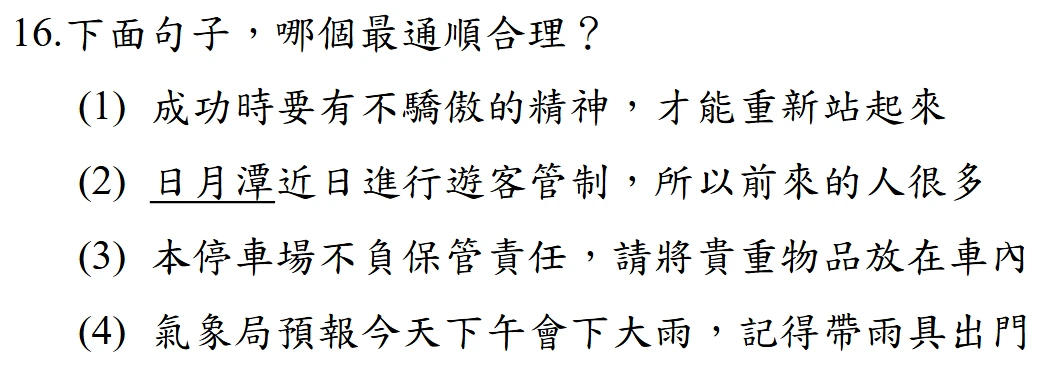 16.下面句子，哪個最通順合理？
(1) 成功時要有不驕傲的精神，才能重新站起來
(2) 日月潭近日進行遊客管制，所以前來的人很多
(3) 本停車場不負保管責任，請將貴重物品放在車內
(4) 氣象局預報今天下午會下大雨，記得帶雨具出門